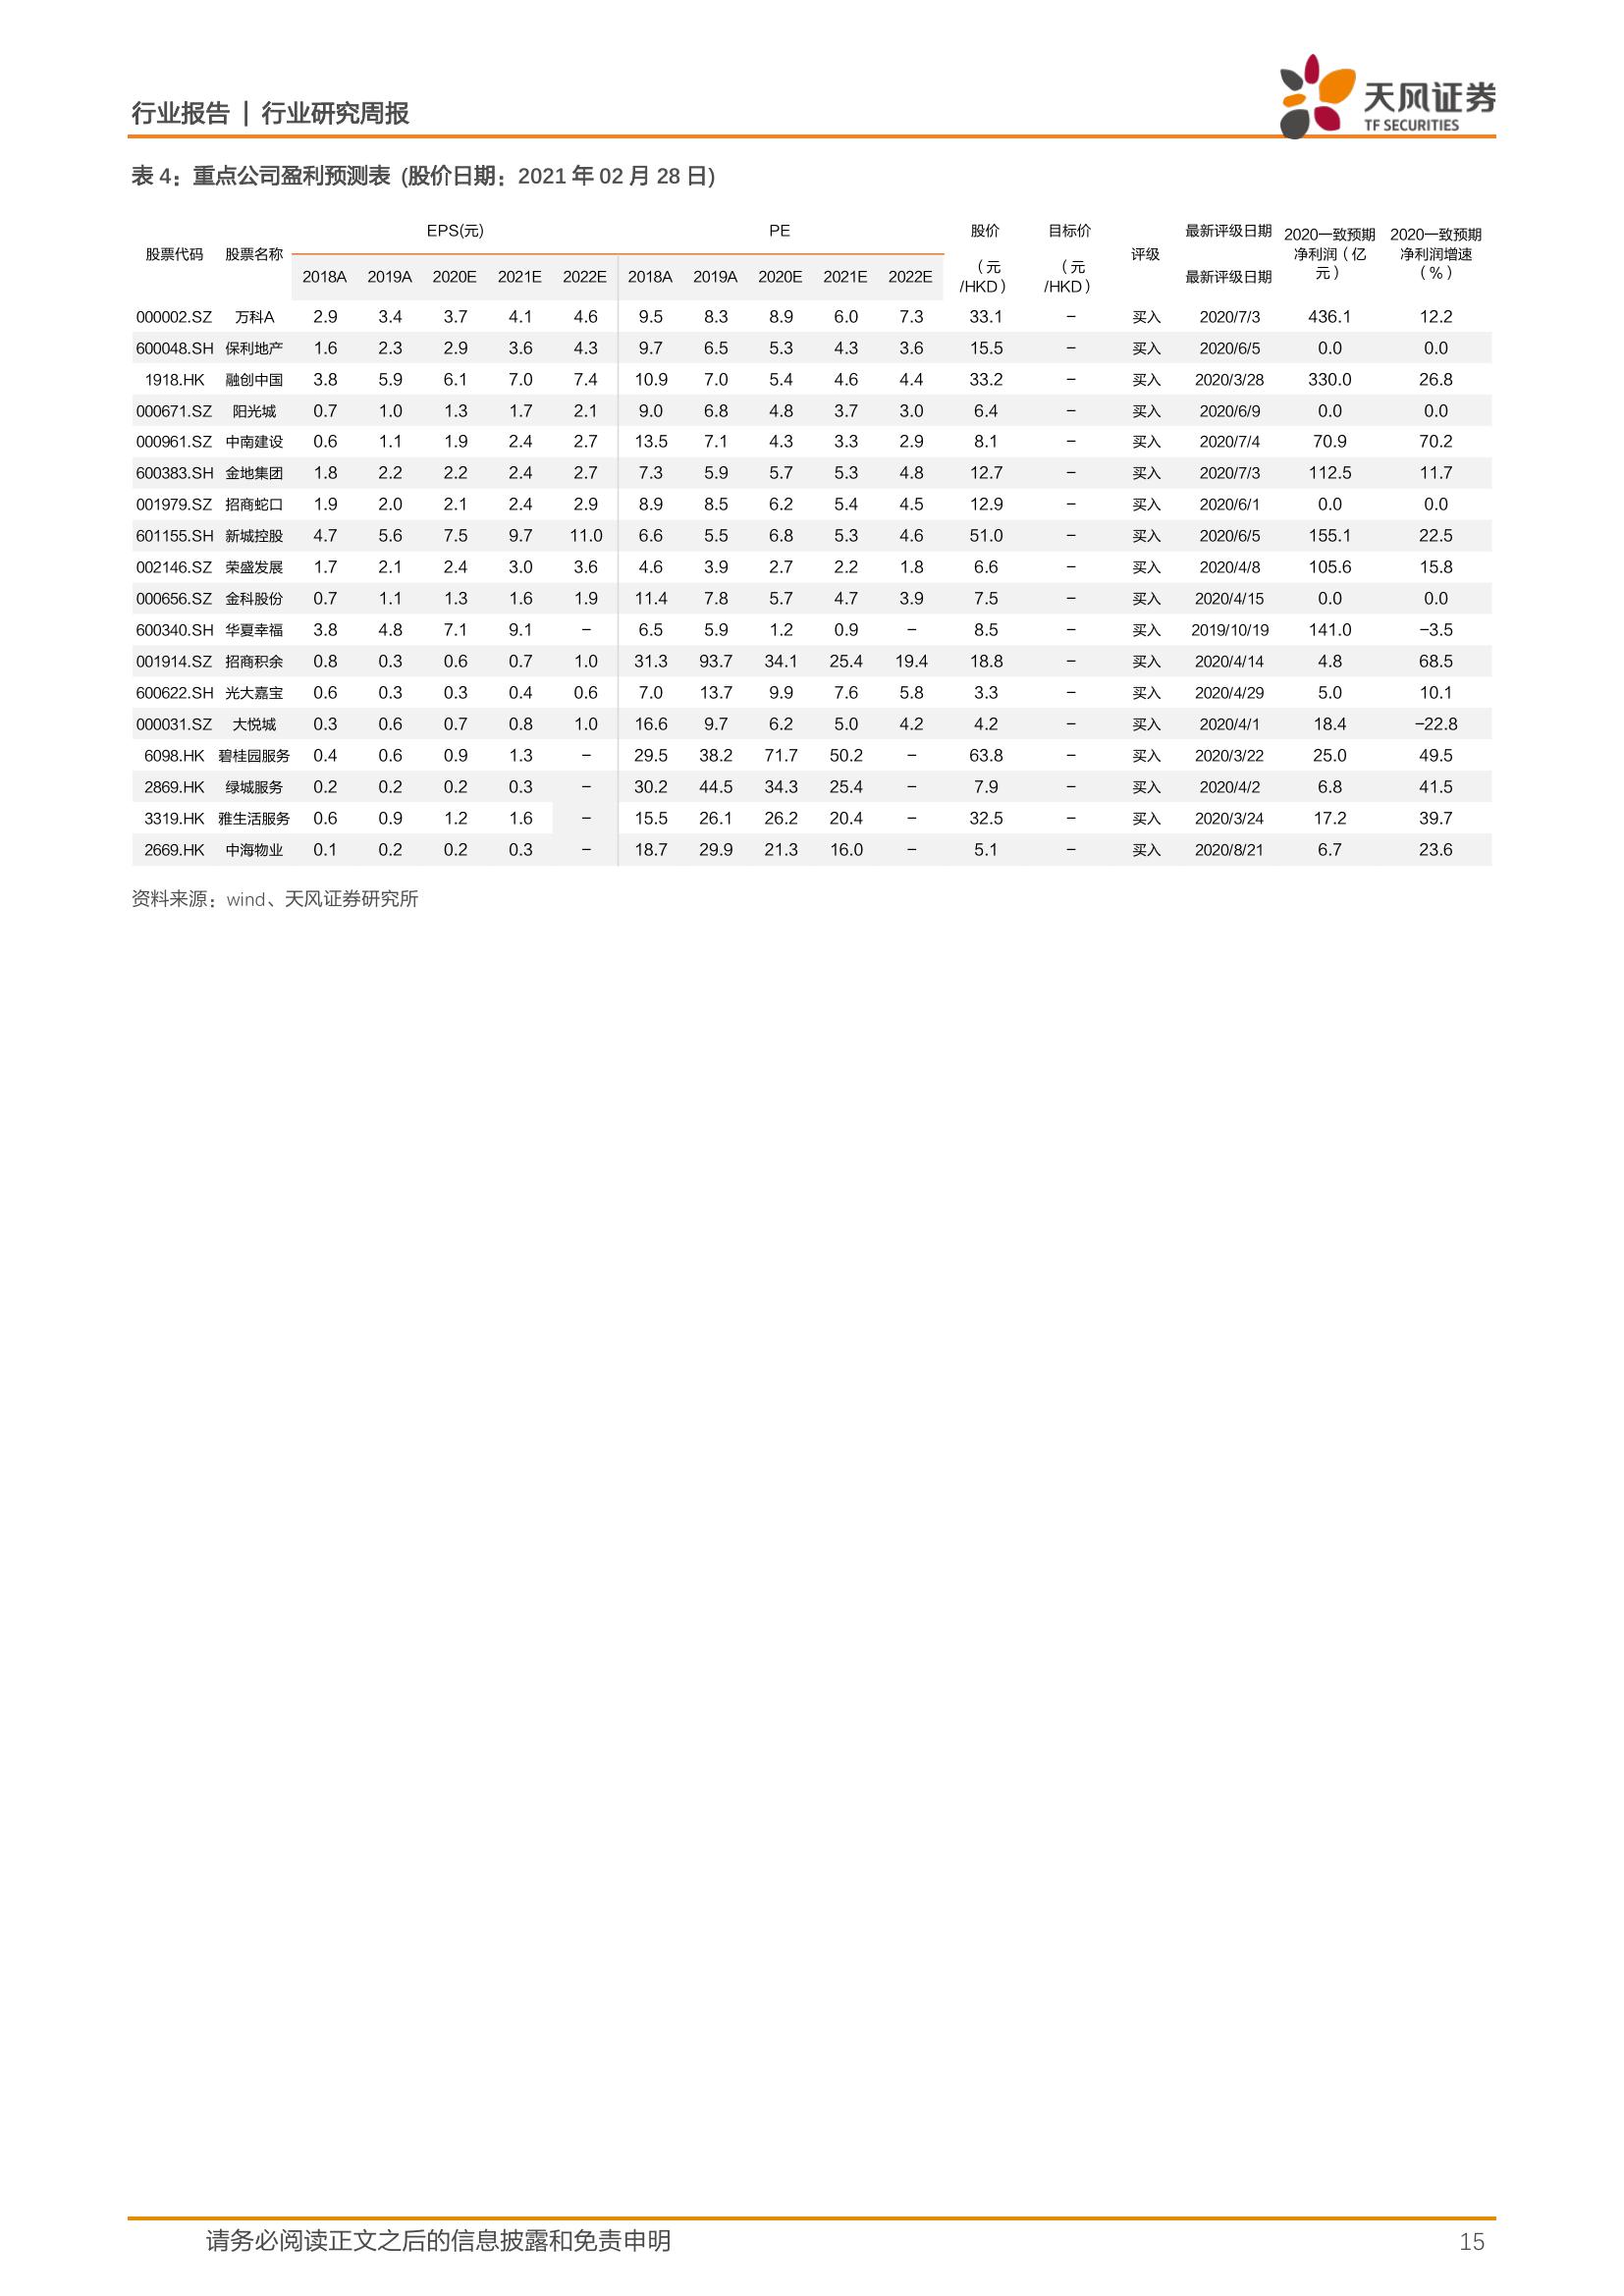 行业报告 | 行业研究周报
天风证券
TF SECURITIES
表 4：重点公司盈利预测表 (股价日期：2021 年 02 月 28 日)
股票代码 股票名称 EPS(元) PE 股价（元/HKD） 目标价（元/HKD） 评级 最新评级日期 最新评级日期 2020一致预期净利润（亿元） 2020一致预期净利润增速（%）
2018A 2019A 2020E 2021E 2022E 2018A 2019A 2020E 2021E 2022E
000002.SZ 万科A 2.9 3.4 3.7 4.1 4.6 9.5 8.3 8.9 6.0 7.3 33.1 – 买入 2020/7/3 436.1 12.2
600048.SH 保利地产 1.6 2.3 2.9 3.6 4.3 9.7 6.5 5.3 4.3 3.6 15.5 – 买入 2020/6/5 0.0 0.0
1918.HK 融创中国 3.8 5.9 6.1 7.0 7.4 10.9 7.0 5.4 4.6 4.4 33.2 – 买入 2020/3/28 330.0 26.8
000671.SZ 阳光城 0.7 1.0 1.3 1.7 2.1 9.0 6.8 4.8 3.7 3.0 6.4 – 买入 2020/6/9 0.0 0.0
000961.SZ 中南建设 0.6 1.1 1.9 2.4 2.7 13.5 7.1 4.3 3.3 2.9 8.1 – 买入 2020/7/4 70.9 70.2
600383.SH 金地集团 1.8 2.2 2.2 2.4 2.7 7.3 5.9 5.7 5.3 4.8 12.7 – 买入 2020/7/3 112.5 11.7
001979.SZ 招商蛇口 1.9 2.0 2.1 2.4 2.9 8.9 8.5 6.2 5.4 4.5 12.9 – 买入 2020/6/1 0.0 0.0
601155.SH 新城控股 4.7 5.6 7.5 9.7 11.0 6.6 5.5 6.8 5.3 4.6 51.0 – 买入 2020/6/5 155.1 22.5
002146.SZ 荣盛发展 1.7 2.1 2.4 3.0 3.6 4.6 3.9 2.7 2.2 1.8 6.6 – 买入 2020/4/8 105.6 15.8
000656.SZ 金科股份 0.7 1.1 1.3 1.6 1.9 11.4 7.8 5.7 4.7 3.9 7.5 – 买入 2020/4/15 0.0 0.0
600340.SH 华夏幸福 3.8 4.8 7.1 9.1 – 6.5 5.9 1.2 0.9 – 8.5 – 买入 2019/10/19 141.0 –3.5
001914.SZ 招商积余 0.8 0.3 0.6 0.7 1.0 31.3 93.7 34.1 25.4 19.4 18.8 – 买入 2020/4/14 4.8 68.5
600622.SH 光大嘉宝 0.6 0.3 0.3 0.4 0.6 7.0 13.7 9.9 7.6 5.8 3.3 – 买入 2020/4/29 5.0 10.1
000031.SZ 大悦城 0.3 0.6 0.7 0.8 1.0 16.6 9.7 6.2 5.0 4.2 4.2 – 买入 2020/4/1 18.4 –22.8
6098.HK 碧桂园服务 0.4 0.6 0.9 1.3 – 29.5 38.2 71.7 50.2 – 63.8 – 买入 2020/3/22 25.0 49.5
2869.HK 绿城服务 0.2 0.2 0.2 0.3 – 30.2 44.5 34.3 25.4 – 7.9 – 买入 2020/4/2 6.8 41.5
3319.HK 雅生活服务 0.6 0.9 1.2 1.6 – 15.5 26.1 26.2 20.4 – 32.5 – 买入 2020/3/24 17.2 39.7
2669.HK 中海物业 0.1 0.2 0.2 0.3 – 18.7 29.9 21.3 16.0 – 5.1 – 买入 2020/8/21 6.7 23.6
资料来源：wind、天风证券研究所
请务必阅读正文之后的信息披露和免责申明 15